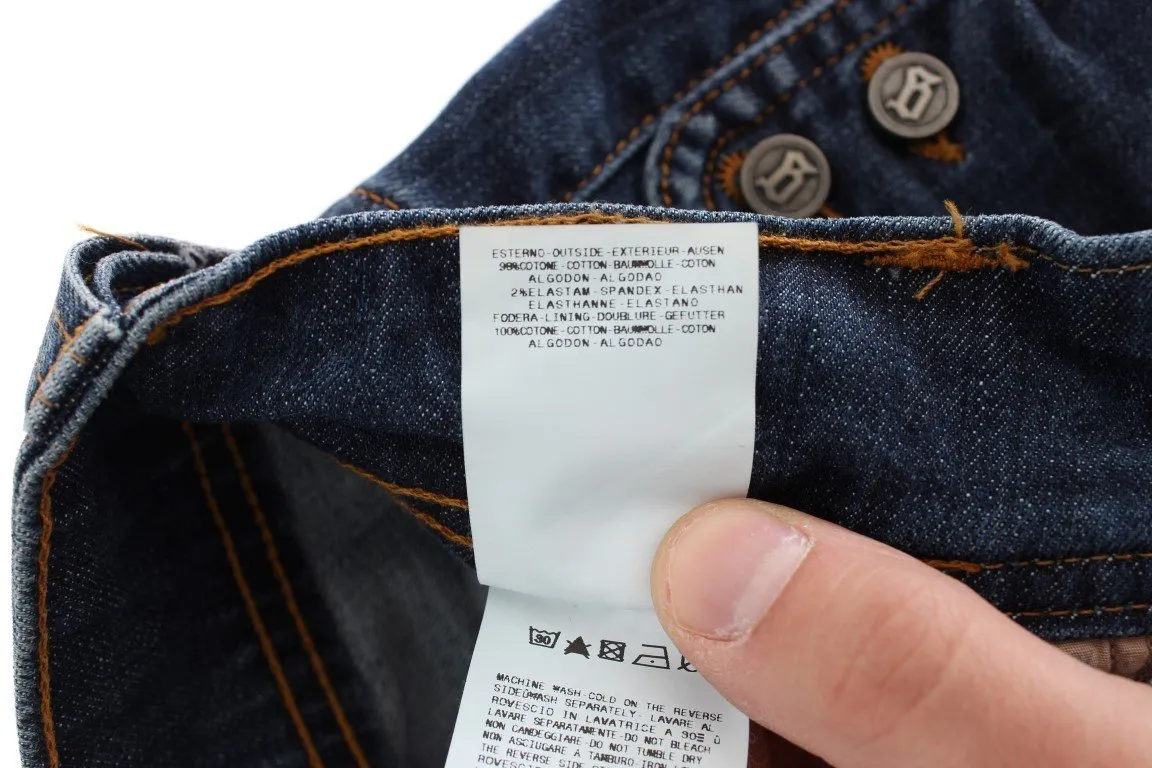 ESTERNO-OUTSIDE-EXTERIEUR-AUSEN
98%COTONE-COTTON-BAUMWOLLE-COTON
ALGODON-ALGODAO
2%ELASTAM-SPANDEX-ELASTHAN
ELASTHANNE-ELASTANO
FODERA-LINING-DOUBLURE-GEFUTTER
100%COTONE-COTTON-BAUMWOLLE-COTON
ALGODON-ALGODAO
30
MACHINE WASH-COLD ON THE REVERSE
SIDEÛWASH SEPARATELY-LAVARE AL
ROVESCIO IN LAVATRICE A 30
LAVARE SEPARATAMENTE-DO NOT BLEACH
NON CANDEGGIARE-DO NOT TUMBLE DRY
NON ASCIUGARE A TAMBURO-IRON
THE REVERSE SIDE
ROVESCIO